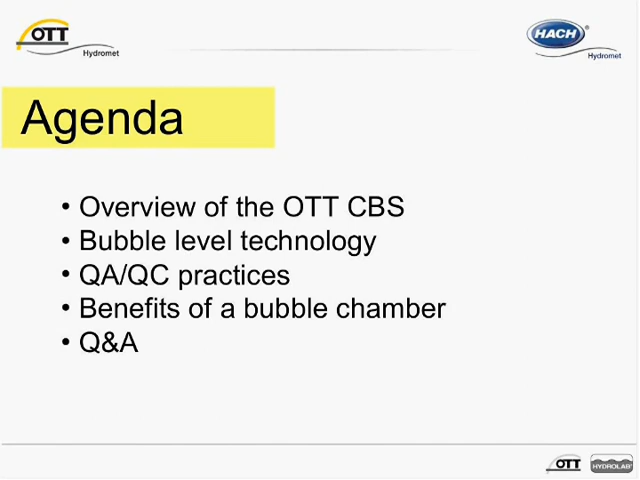 OTT
Hydromet
HACH®
Hydromet
Agenda
• Overview of the OTT CBS
• Bubble level technology
• QA/QC practices
• Benefits of a bubble chamber
• Q&A
OTT
HYDROLAB®